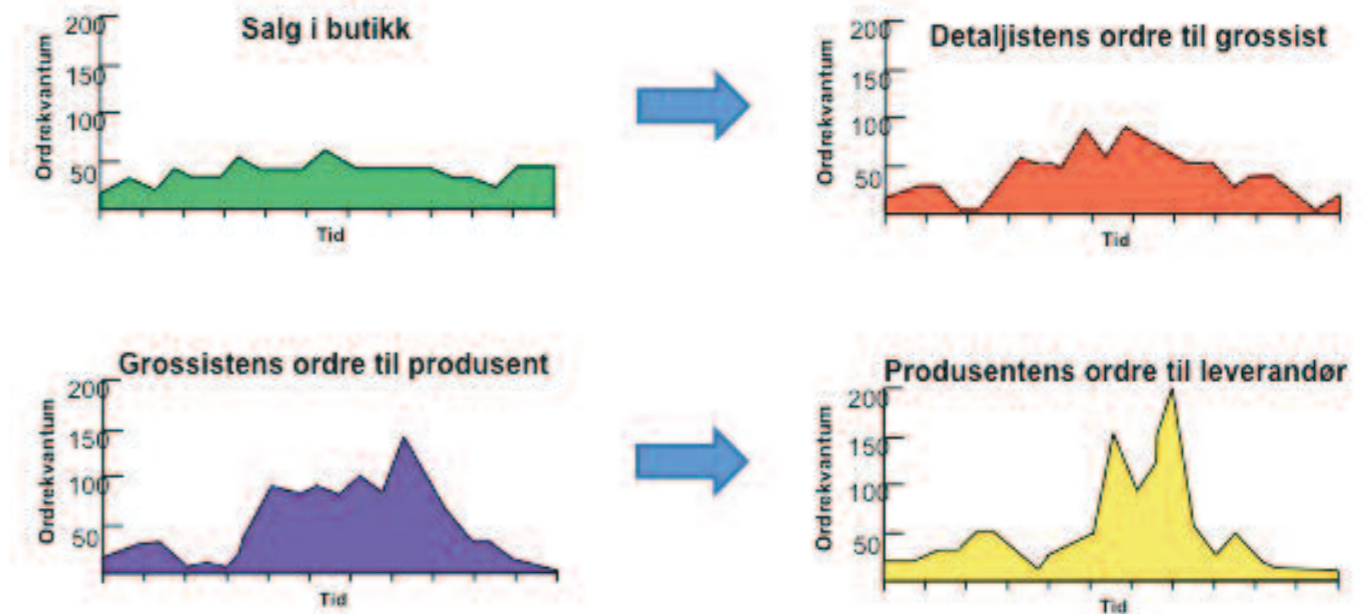 Salg i butikk
Ordrekvantum
200
150
100
50
Tid
Detaljistens ordre til grossist
Ordrekvantum
200
150
100
50
Tid
Grossistens ordre til produsent
Ordrekvantum
200
150
100
50
Tid
Produsentens ordre til leverandør
Ordrekvantum
200
150
100
50
Tid